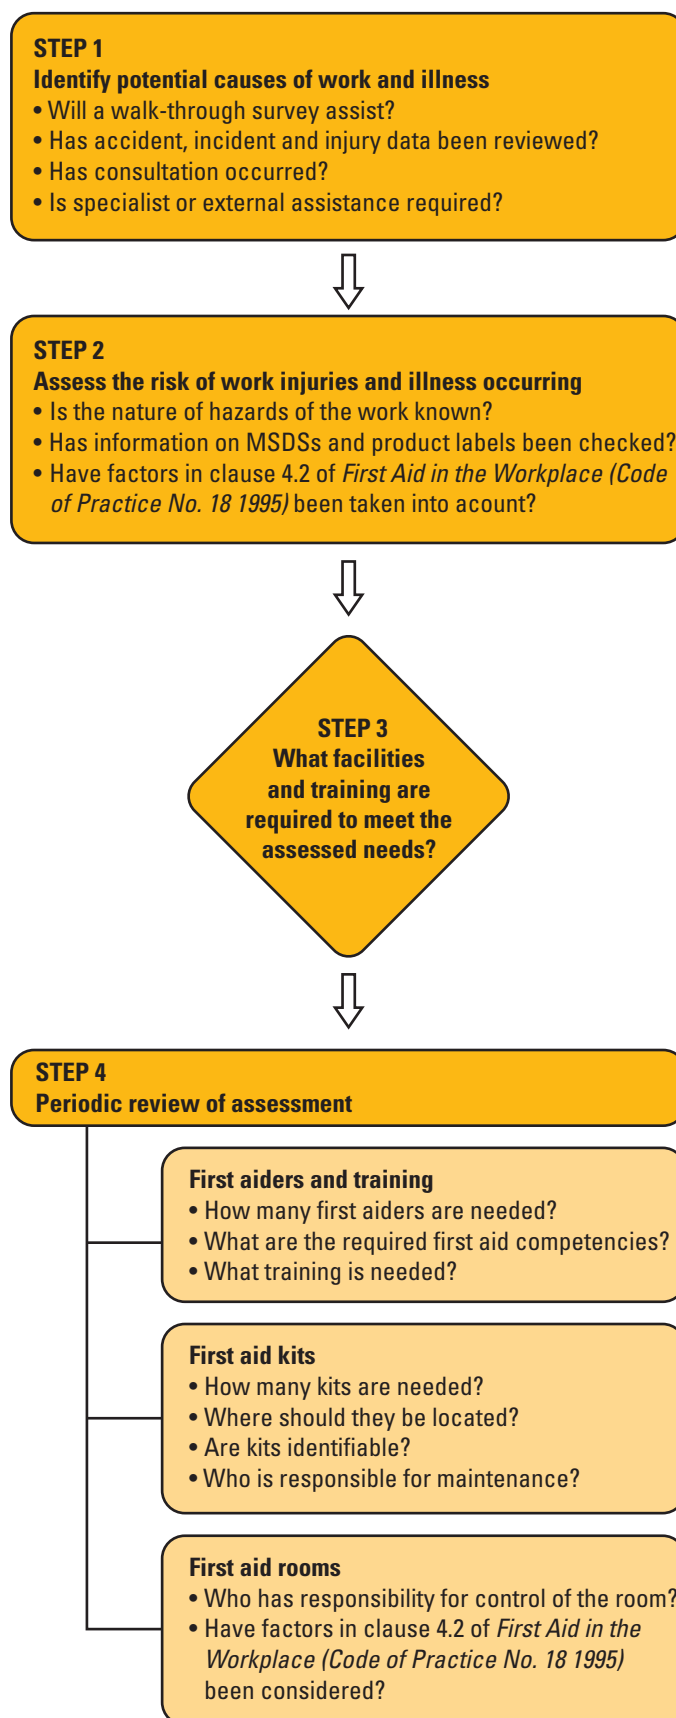 STEP 1
Identify potential causes of work and illness
• Will a walk-through survey assist?
• Has accident, incident and injury data been reviewed?
• Has consultation occurred?
• Is specialist or external assistance required?
STEP 2
Assess the risk of work injuries and illness occurring
• Is the nature of hazards of the work known?
• Has information on MSDSs and product labels been checked?
• Have factors in clause 4.2 of First Aid in the Workplace (Code
of Practice No. 18 1995) been taken into acount?
STEP 3
What facilities
and training are
required to meet the
assessed needs?
STEP 4
Periodic review of assessment
First aiders and training
• How many first aiders are needed?
• What are the required first aid competencies?
• What training is needed?
First aid kits
• How many kits are needed?
• Where should they be located?
• Are kits identifiable?
• Who is responsible for maintenance?
First aid rooms
• Who has responsibility for control of the room?
• Have factors in clause 4.2 of First Aid in the
Workplace (Code of Practice No. 18 1995)
been considered?